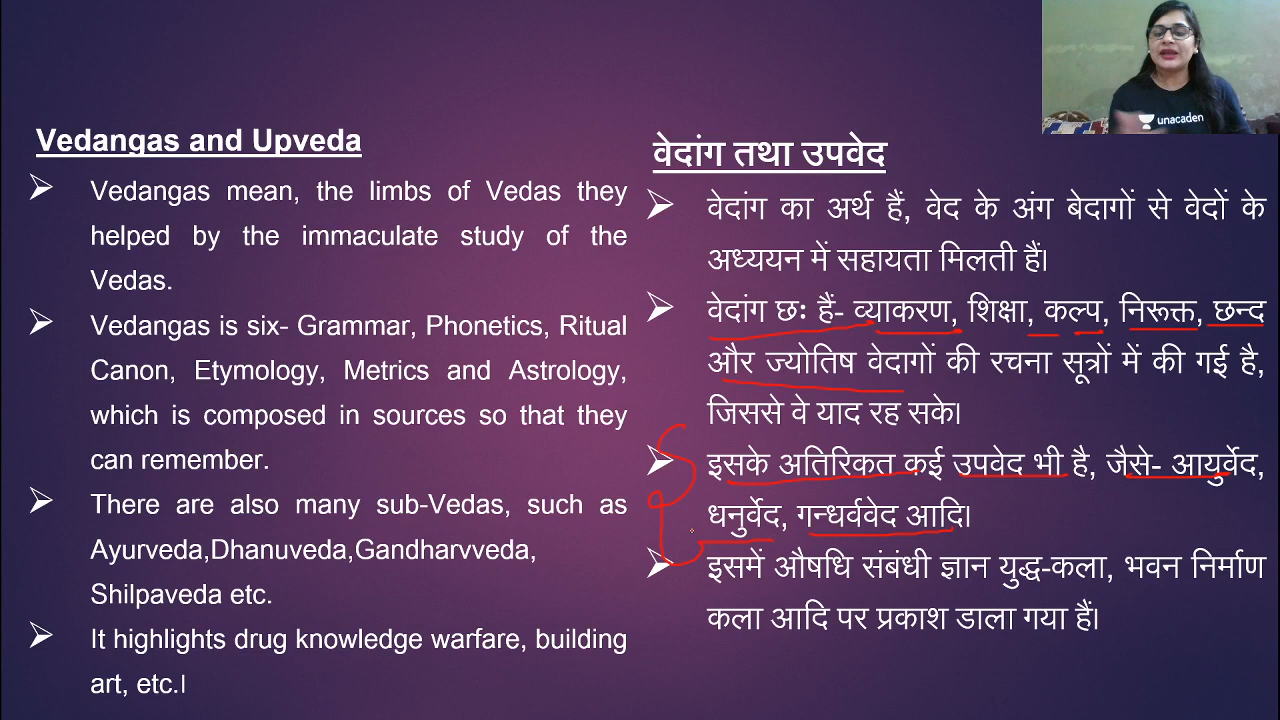 Vedangas and Upveda
Vedangas mean, the limbs of Vedas they
helped by the immaculate study of the
Vedas.
Vedangas is six- Grammar, Phonetics, Ritual
Canon, Etymology, Metrics and Astrology,
which is composed in sources so that they
can remember.
There are also many sub-Vedas, such as
Ayurveda,Dhanuveda,Gandharvveda,
Shilpaveda etc.
It highlights drug knowledge warfare, building
art, etc.|
वेदांग तथा उपवेद
वेदांग का अर्थ हैं, वेद के अंग बेदागों से वेदों के
अध्ययन में सहायता मिलती हैं।
वेदांग छः हैं- व्याकरण, शिक्षा, कल्प, निरूक्त, छन्द
और ज्योतिष वेदागों की रचना सूत्रों में की गई है,
जिससे वे याद रह सके।
इसके अतिरिकत कई उपवेद भी है, जैसे- आयुर्वेद,
धनुर्वेद, गन्धर्ववेद आदि।
इसमें औषधि संबंधी ज्ञान युद्ध-कला, भवन निर्माण
कला आदि पर प्रकाश डाला गया हैं।
unacaden